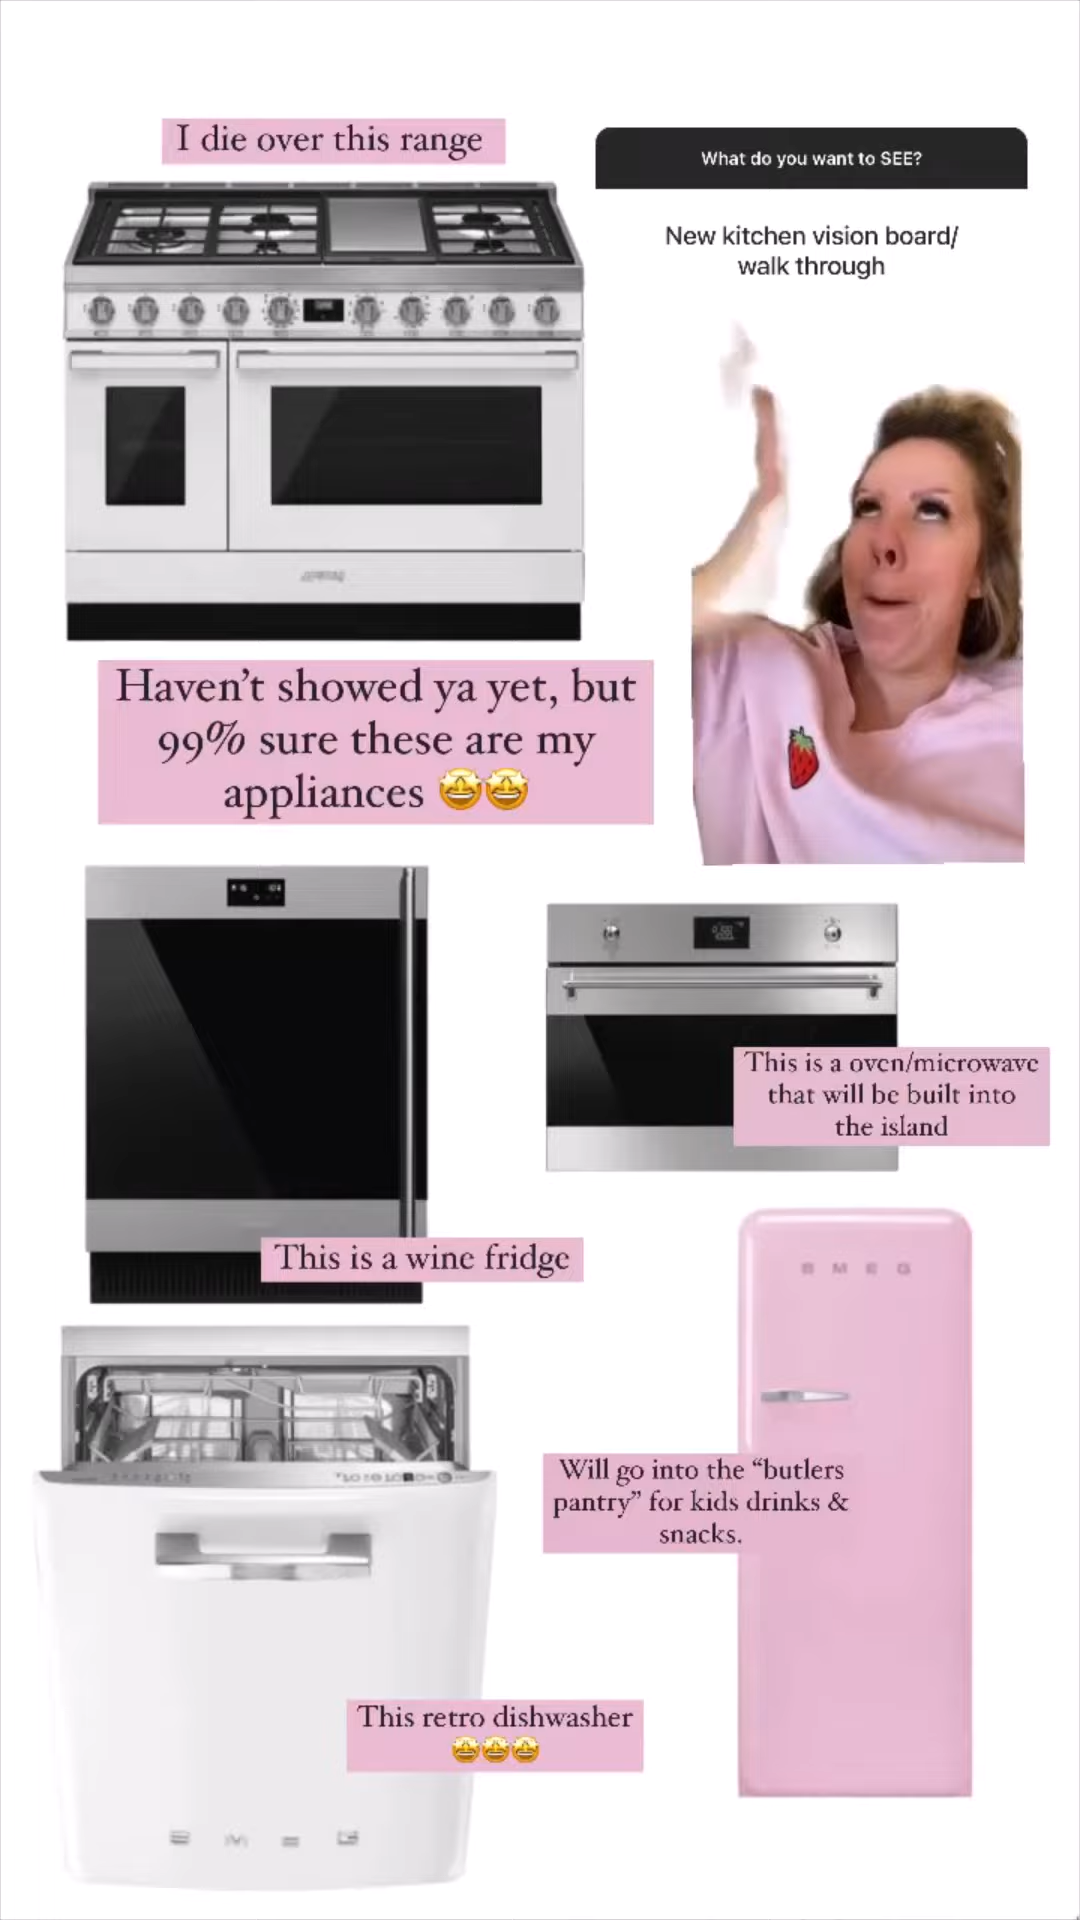 I die over this range
What do you want to SEE?
New kitchen vision board/
walk through
Haven't showed ya yet, but
99% sure these are my
appliances 🤩🤩
This is a oven/microwave
that will be built into
the island
This is a wine fridge
SMEG
Will go into the “butlers
pantry” for kids drinks &
snacks.
This retro dishwasher
🤩🤩🤩
SMEG